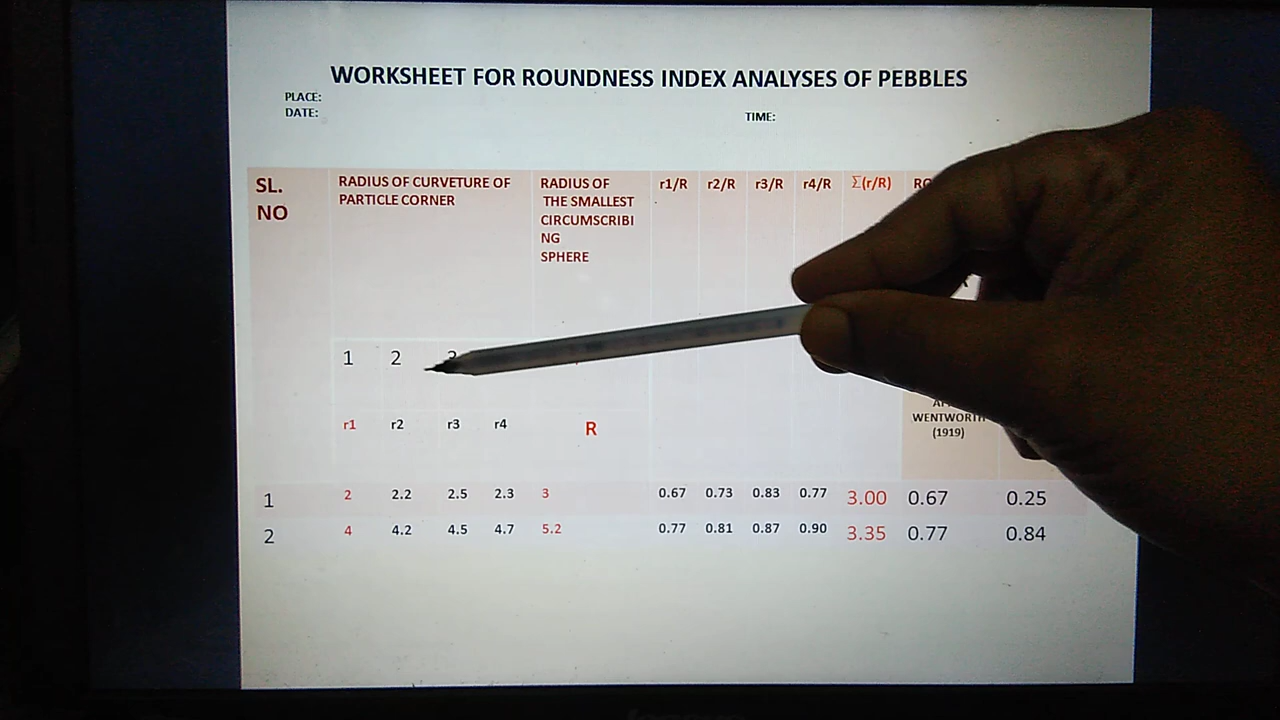 WORKSHEET FOR ROUNDNESS INDEX ANALYSES OF PEBBLES
PLACE:
DATE:
TIME:
SL. NO
RADIUS OF CURVETURE OF
PARTICLE CORNER
RADIUS OF
THE SMALLEST
CIRCUMSCRIBI
NG
SPHERE
r1/R r2/R r3/R r4/R Σ(r/R)
1 2 3
WENTWORTH
(1919)
r1 r2 r3 r4 R
1 2 2.2 2.5 2.3 3 0.67 0.73 0.83 0.77 3.00 0.67 0.25
2 4 4.2 4.5 4.7 5.2 0.77 0.81 0.87 0.90 3.35 0.77 0.84